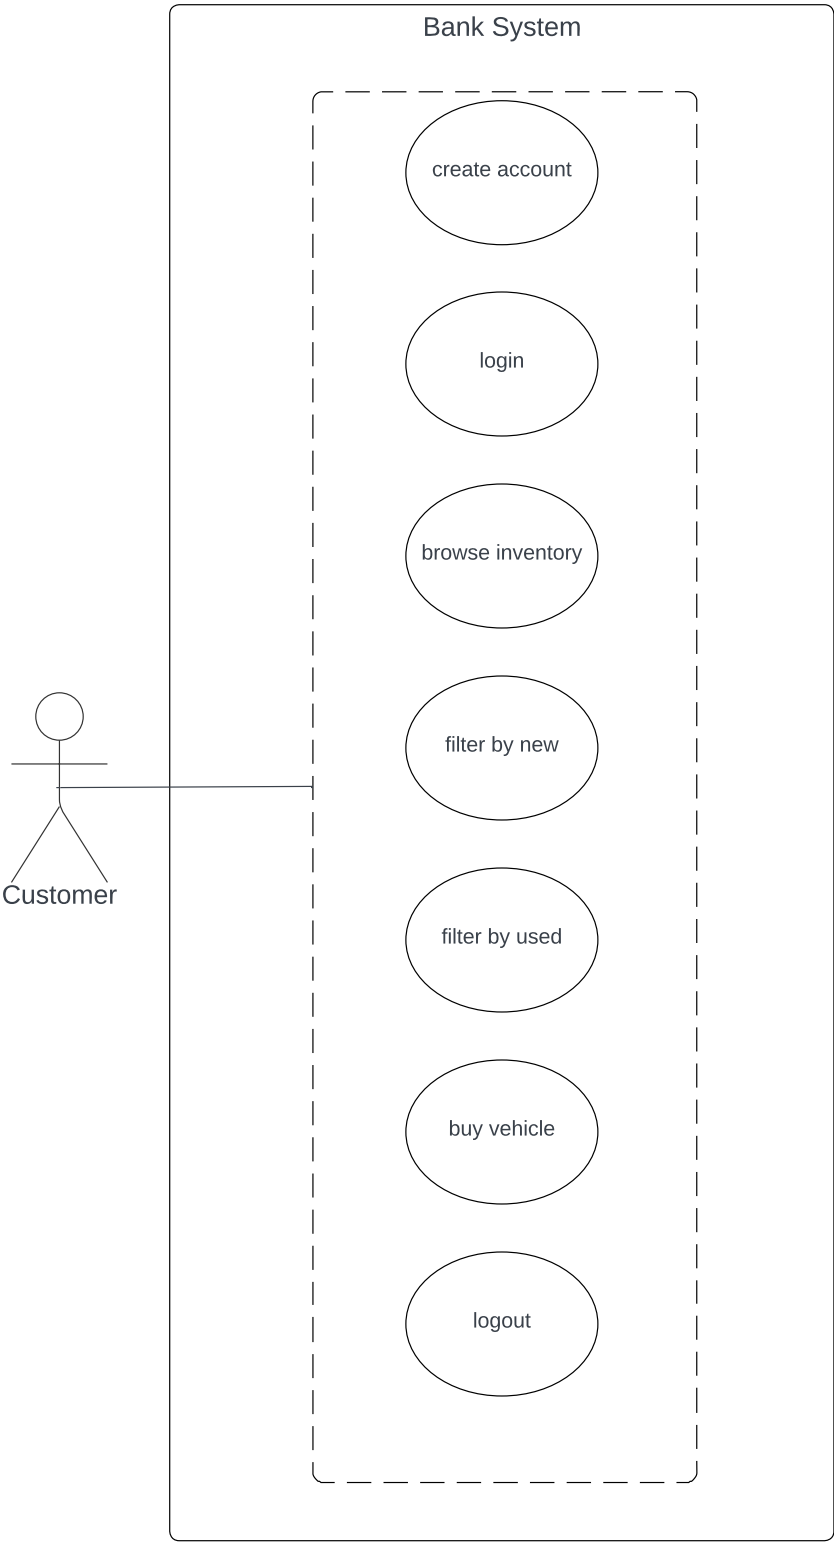 Bank System
create account
login
browse inventory
filter by new
Customer
filter by used
buy vehicle
logout